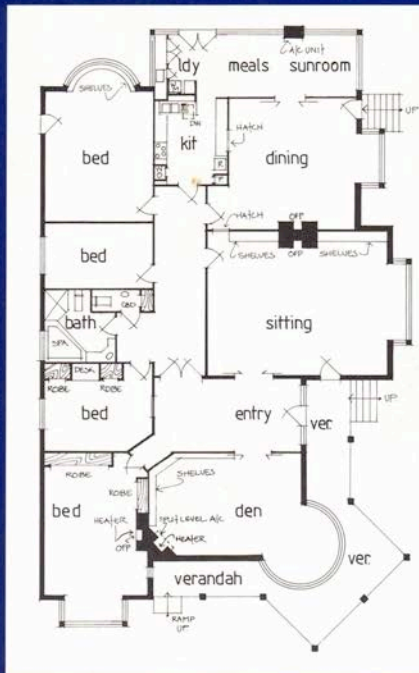 A/C UNIT
ldy
meals
sunroom
SHELVES
UP
DW
HATCH
bed
kit
dining
R
P
HATCH
OFP
SHELVES
OFP
SHELVES
bed
CBD
bath
SPA
sitting
ROBE
DESK
ROBE
UP
bed
entry
ver.
SHELVES
ROBE
ROBE
bed
SPLIT LEVEL A/C
den
HEATER
HEATER
OFP
ver.
verandah
RAMP
UP